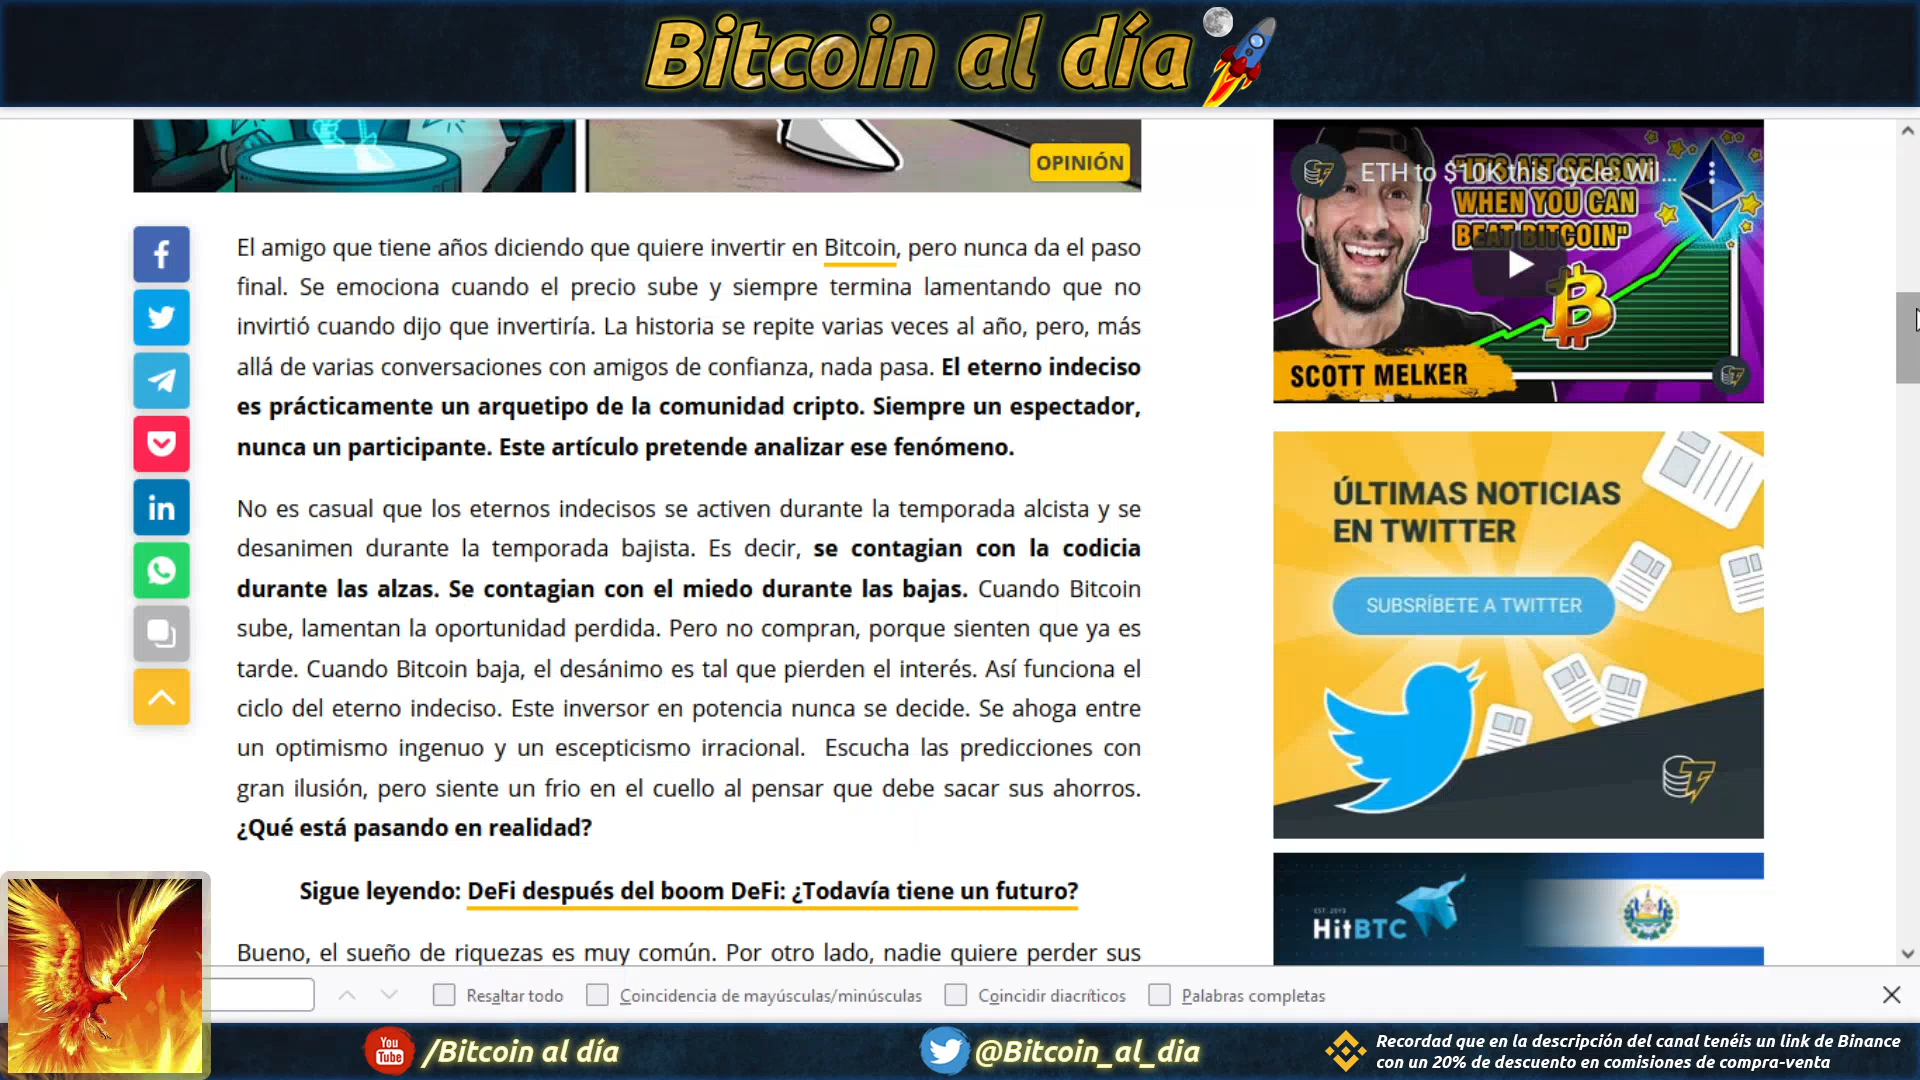 Bitcoin al día
OPINIÓN
El amigo que tiene años diciendo que quiere invertir en Bitcoin, pero nunca da el paso
final. Se emociona cuando el precio sube y siempre termina lamentando que no
invirtió cuando dijo que invertiría. La historia se repite varias veces al año, pero, más
allá de varias conversaciones con amigos de confianza, nada pasa. El eterno indeciso
es prácticamente un arquetipo de la comunidad cripto. Siempre un espectador,
nunca un participante. Este artículo pretende analizar ese fenómeno.
No es casual que los eternos indecisos se activen durante la temporada alcista y se
desanimen durante la temporada bajista. Es decir, se contagian con la codicia
durante las alzas. Se contagian con el miedo durante las bajas. Cuando Bitcoin
sube, lamentan la oportunidad perdida. Pero no compran, porque sienten que ya es
tarde. Cuando Bitcoin baja, el desánimo es tal que pierden el interés. Así funciona el
ciclo del eterno indeciso. Este inversor en potencia nunca se decide. Se ahoga entre
un optimismo ingenuo y un escepticismo irracional. Escucha las predicciones con
gran ilusión, pero siente un frio en el cuello al pensar que debe sacar sus ahorros.
¿Qué está pasando en realidad?
Sigue leyendo: DeFi después del boom DeFi: ¿Todavía tiene un futuro?
Bueno, el sueño de riquezas es muy común. Por otro lado, nadie quiere perder sus
ETH to $10K this cycle. Wil...
"IT'S ALT SEASON
WHEN YOU CAN
BEAT BITCOIN"
SCOTT MELKER
ÚLTIMAS NOTICIAS
EN TWITTER
SUBSRÍBETE A TWITTER
EST. 2013
HitBTC
Resaltar todo
Coincidencia de mayúsculas/minúsculas
Coincidir diacríticos
Palabras completas
You
Tube
/Bitcoin al día
@Bitcoin_al_dia
Recordad que en la descripción del canal tenéis un link de Binance
con un 20% de descuento en comisiones de compra-venta